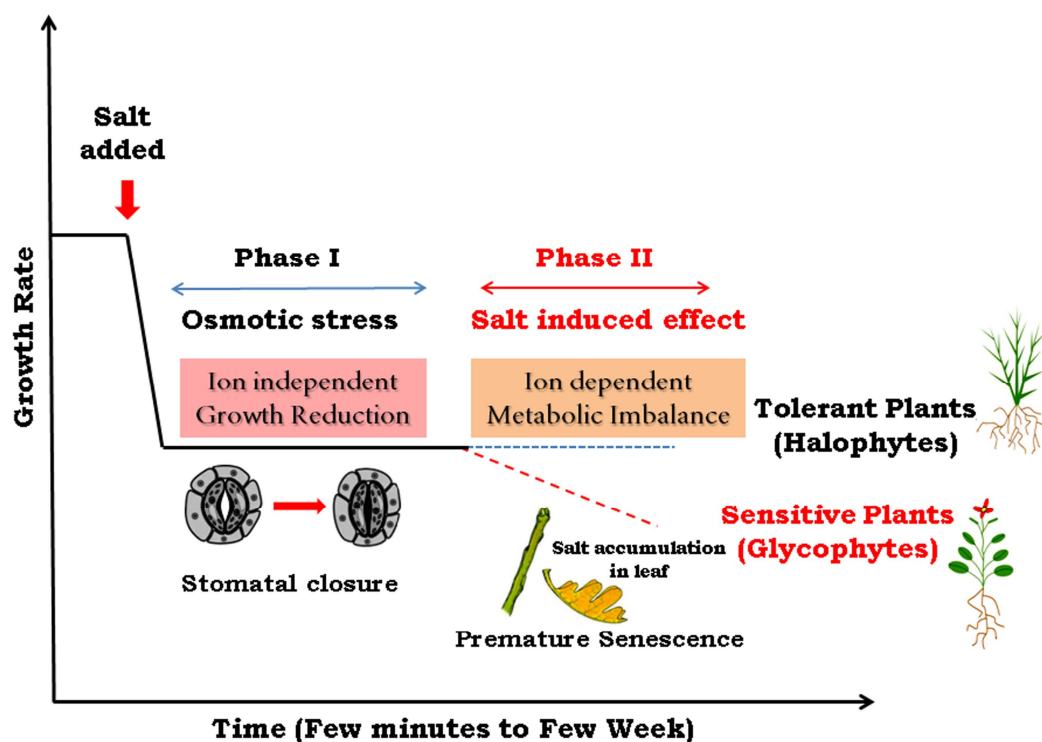 Salt
added
Growth Rate
Phase I
Phase II
Osmotic stress
Salt induced effect
Ion independent
Growth Reduction
Ion dependent
Metabolic Imbalance
Tolerant Plants
(Halophytes)
Stomatal closure
Salt accumulation
in leaf
Premature Senescence
Sensitive Plants
(Glycophytes)
Time (Few minutes to Few Week)